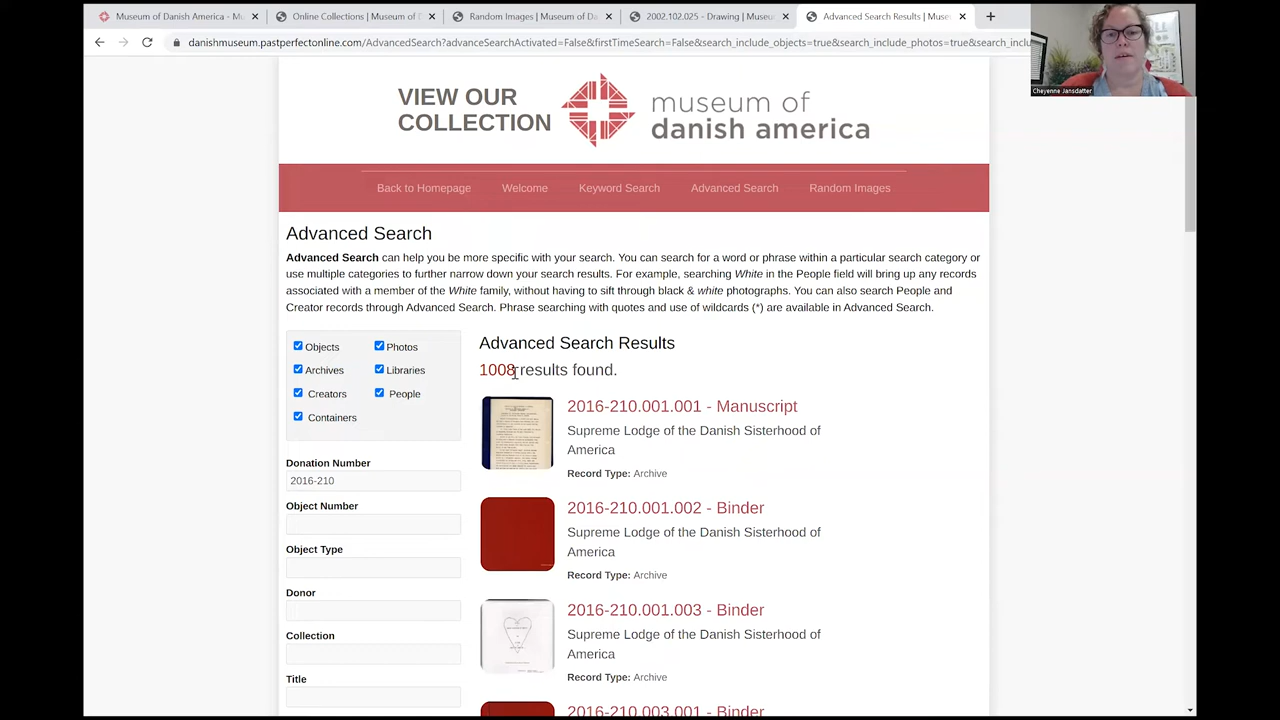 Museum of Danish America - Mu
Online Collections | Museum of D
Random Images | Museum of Da
2002.102.025 - Drawing | Museu
Advanced Search Results | Muse
danishmuseum.pastperfectonline.com/AdvancedSearch?advanceSearchActivated=False&firstTimeSearch=False&search_include_objects=true&search_include_photos=true&search_inclu
Cheyenne Jansdatter
VIEW OUR
COLLECTION
museum of
danish america
Back to Homepage
Welcome
Keyword Search
Advanced Search
Random Images
Advanced Search
Advanced Search can help you be more specific with your search. You can search for a word or phrase within a particular search category or
use multiple categories to further narrow down your search results. For example, searching White in the People field will bring up any records
associated with a member of the White family, without having to sift through black & white photographs. You can also search People and
Creator records through Advanced Search. Phrase searching with quotes and use of wildcards (*) are available in Advanced Search.
Objects
Photos
Archives
Libraries
Creators
People
Containers
Donation Number
2016-210
Object Number
Object Type
Donor
Collection
Title
Advanced Search Results
1008 results found.
2016-210.001.001 - Manuscript
Supreme Lodge of the Danish Sisterhood of
America
Record Type: Archive
2016-210.001.002 - Binder
Supreme Lodge of the Danish Sisterhood of
America
Record Type: Archive
2016-210.001.003 - Binder
Supreme Lodge of the Danish Sisterhood of
America
Record Type: Archive
2016-210.003.001 - Binder